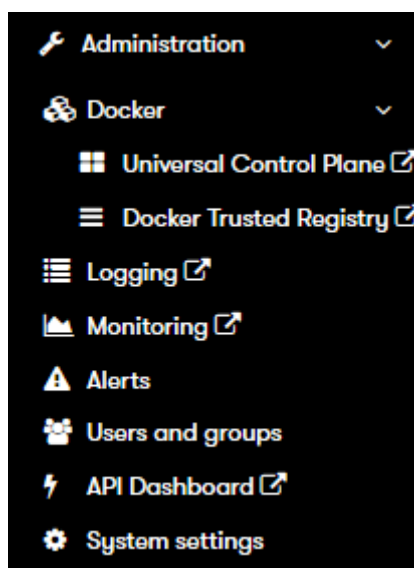 Administration
Docker
Universal Control Plane
Docker Trusted Registry
Logging
Monitoring
Alerts
Users and groups
API Dashboard
System settings